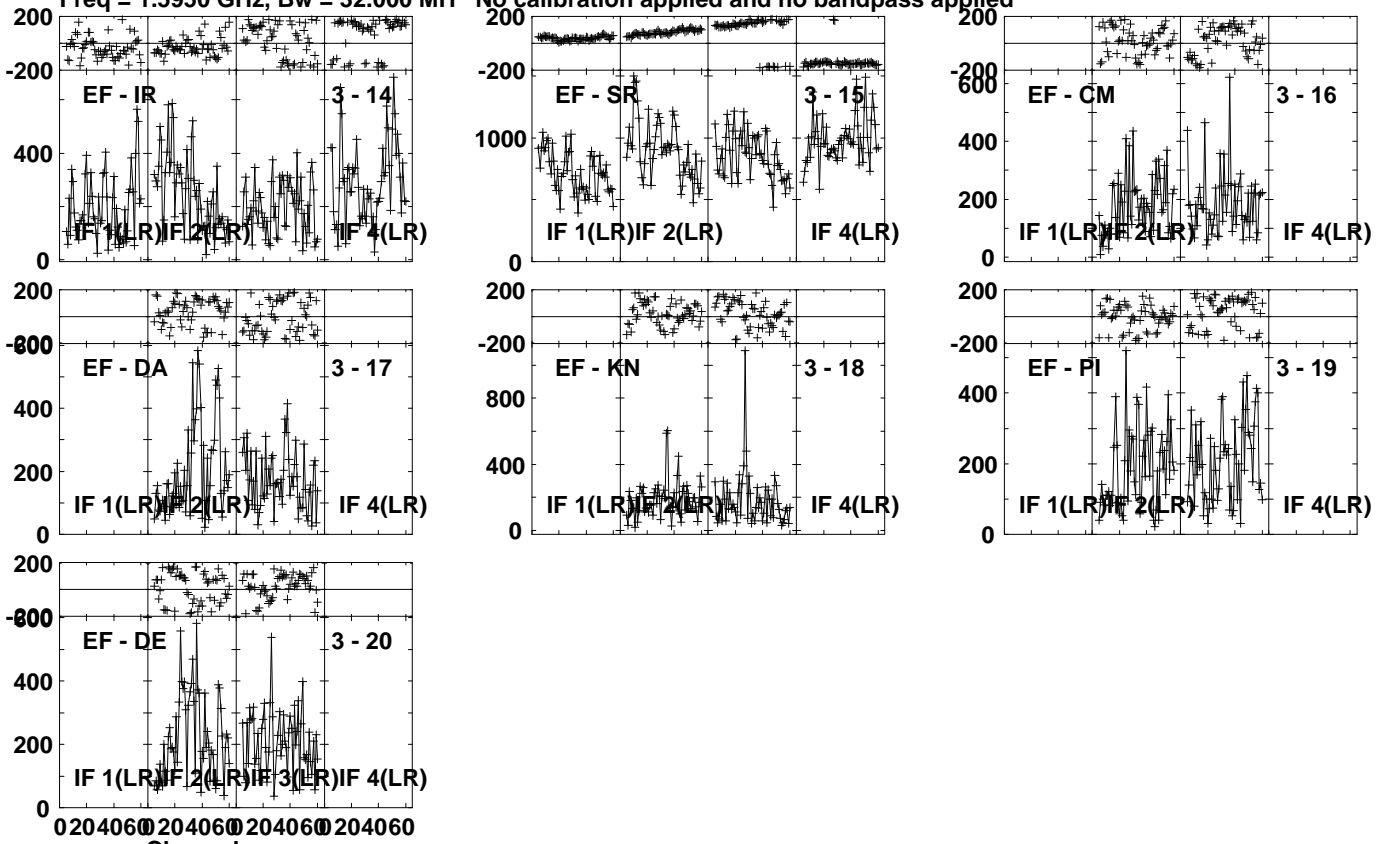 Freq = 1.5950 GHz, Bw = 32.000 MH No calibration applied and no bandpass applied
200 200 200
-200 -200 -200
EF - IR 3 - 14 EF - SR 3 - 15 600 EF - CM 3 - 16
400 1000 400
200
IF 1(LR) IF 2(LR) IF 4(LR) IF 1(LR) IF 2(LR) IF 4(LR) IF 1(LR) IF 2(LR) IF 4(LR)
0 0 0
200 200 200
-200 -200 -200
600
EF - DA 3 - 17 EF - KN 3 - 18 EF - PI 3 - 19
400 800 400
200 400 200
IF 1(LR) IF 2(LR) IF 4(LR) IF 1(LR) IF 2(LR) IF 4(LR) IF 1(LR) IF 2(LR) IF 4(LR)
0 0 0
200
-200
600
EF - DE 3 - 20
400
200
IF 1(LR) IF 2(LR) IF 3(LR) IF 4(LR)
0
0 20 40 60 0 20 40 60 0 20 40 60 0 20 40 60